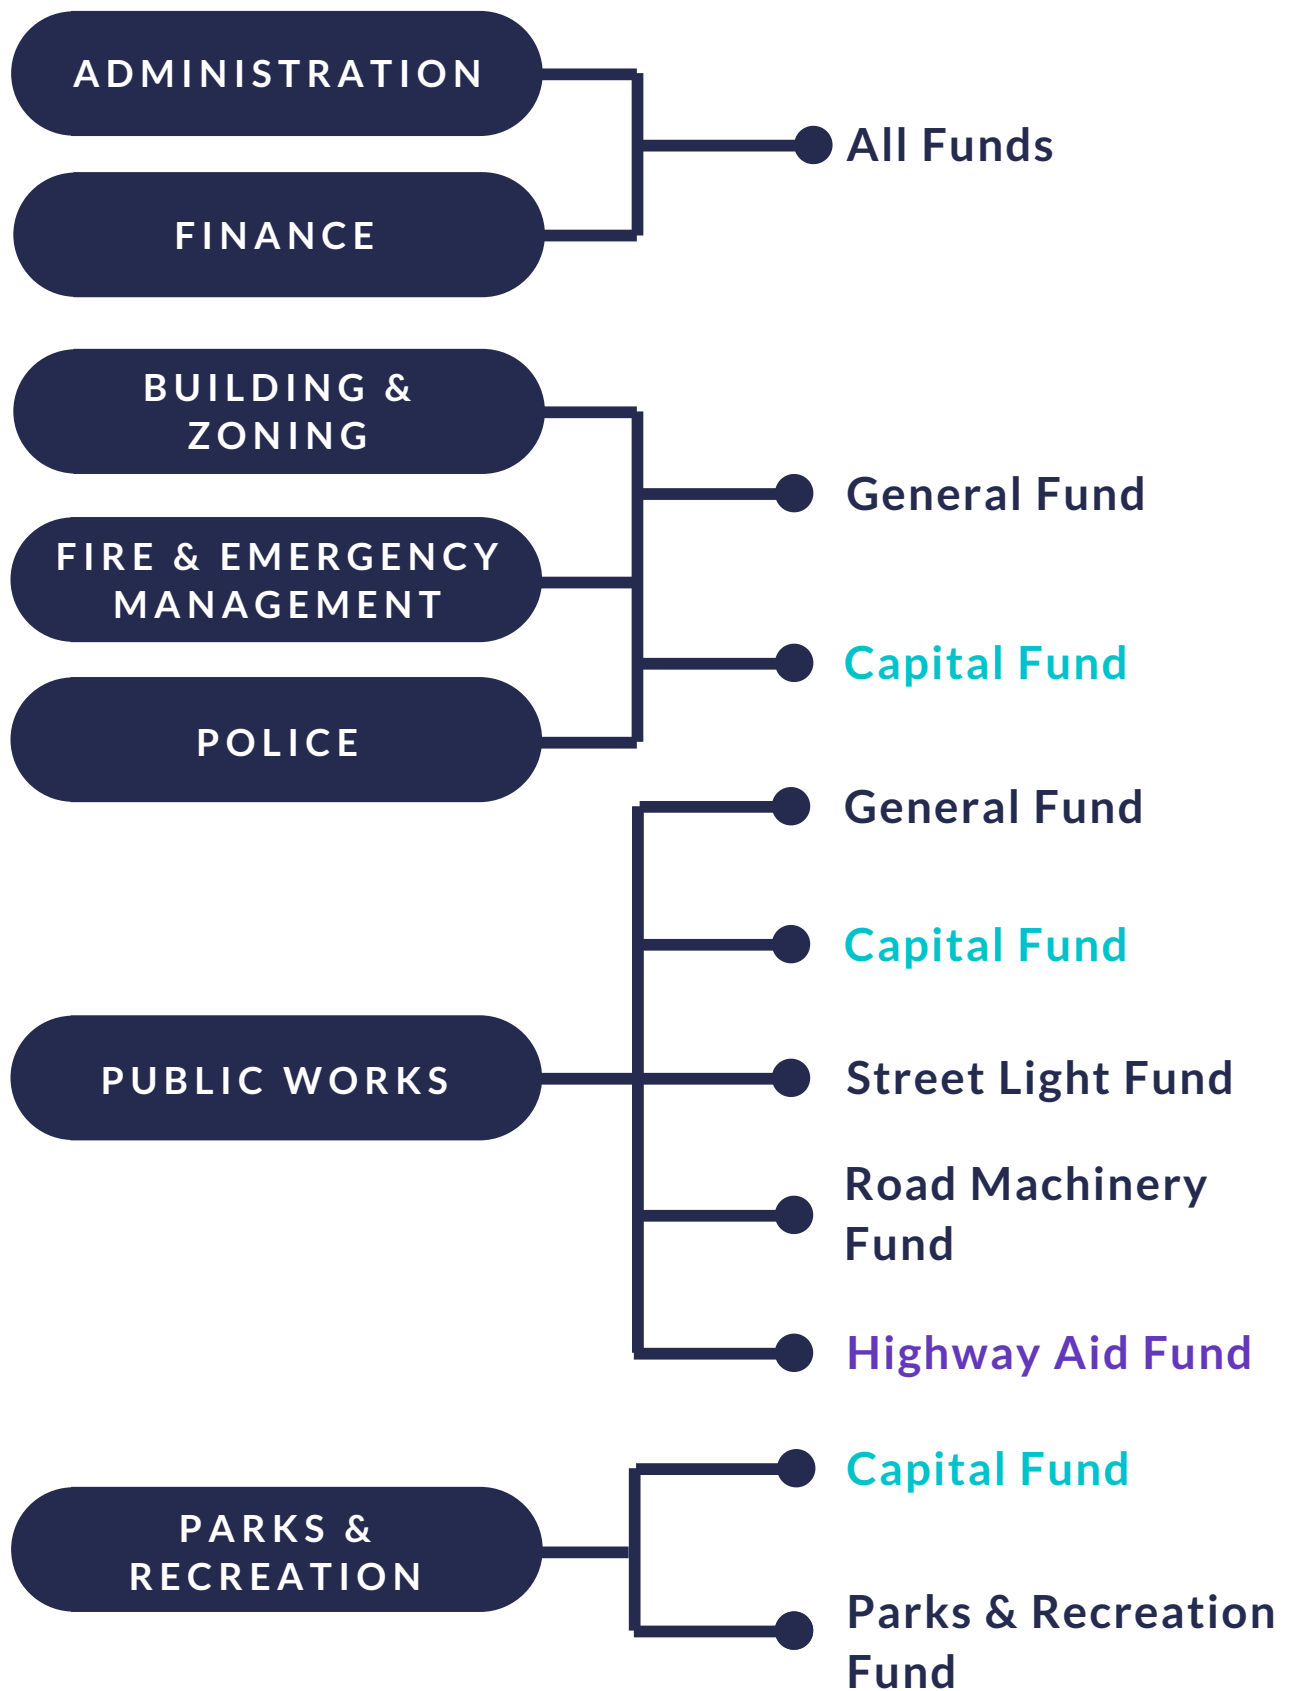 ADMINISTRATION
All Funds
FINANCE
BUILDING &
ZONING
General Fund
FIRE & EMERGENCY
MANAGEMENT
Capital Fund
POLICE
General Fund
Capital Fund
PUBLIC WORKS
Street Light Fund
Road Machinery
Fund
Highway Aid Fund
Capital Fund
PARKS &
RECREATION
Parks & Recreation
Fund